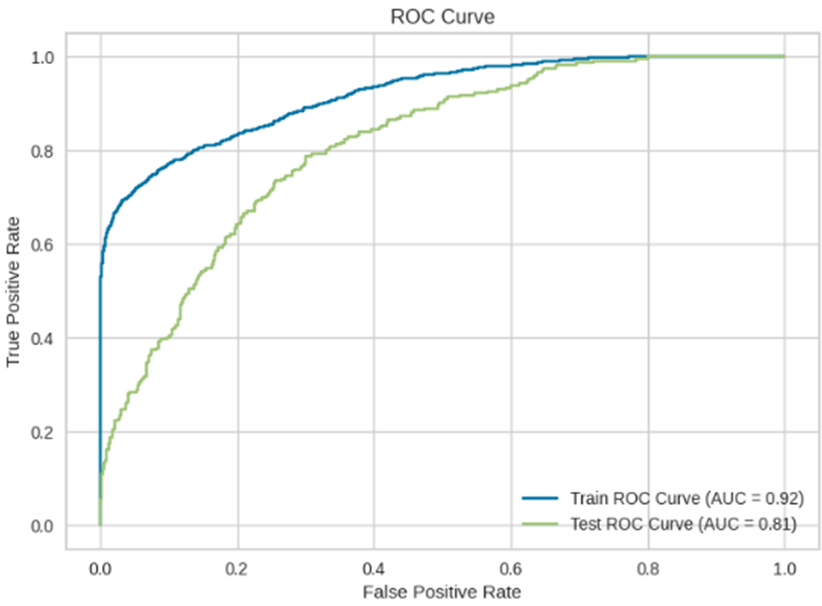 ROC Curve
1.0
0.8
0.6
0.4
0.2
0.0
True Positive Rate
Train ROC Curve (AUC = 0.92)
Test ROC Curve (AUC = 0.81)
0.0 0.2 0.4 0.6 0.8 1.0
False Positive Rate